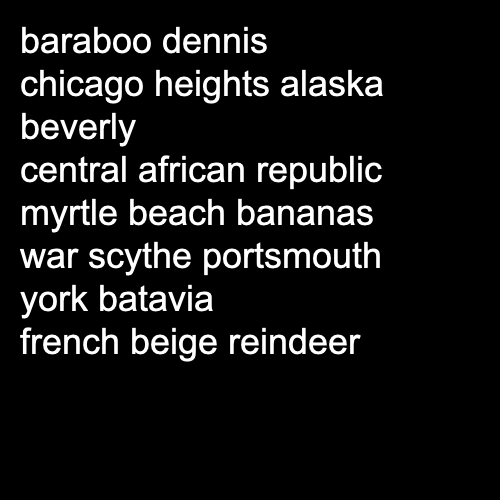 baraboo dennis
chicago heights alaska
beverly
central african republic
myrtle beach bananas
war scythe portsmouth
york batavia
french beige reindeer